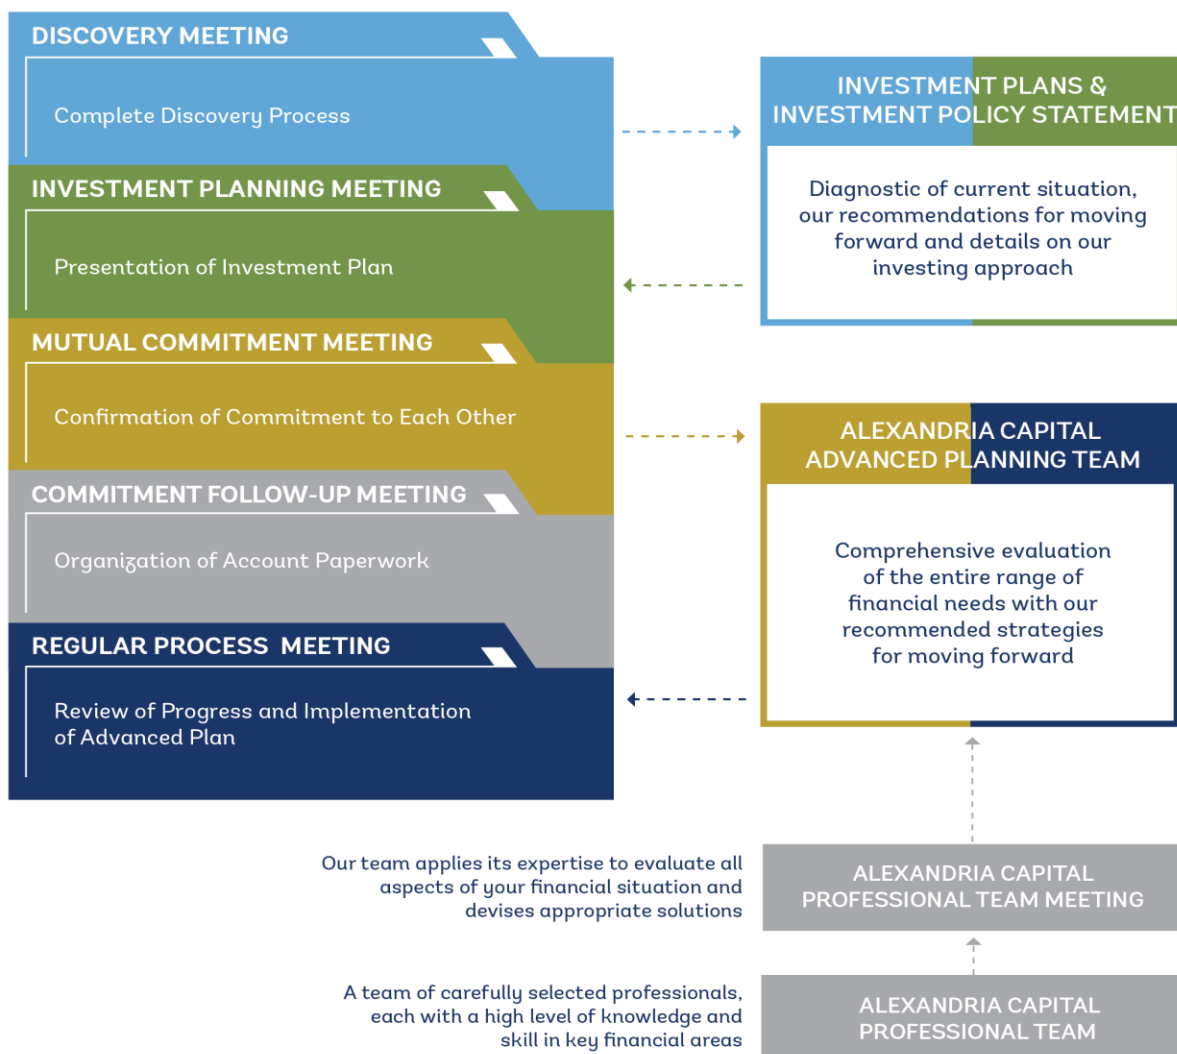 DISCOVERY MEETING
Complete Discovery Process
INVESTMENT PLANNING MEETING
Presentation of Investment Plan
MUTUAL COMMITMENT MEETING
Confirmation of Commitment to Each Other
COMMITMENT FOLLOW-UP MEETING
Organization of Account Paperwork
REGULAR PROCESS  MEETING
Review of Progress and Implementation
of Advanced Plan
INVESTMENT PLANS &
INVESTMENT POLICY STATEMENT
Diagnostic of current situation,
our recommendations for moving
forward and details on our
investing approach
ALEXANDRIA CAPITAL
ADVANCED PLANNING TEAM
Comprehensive evaluation
of the entire range of
financial needs with our
recommended strategies
for moving forward
Our team applies its expertise to evaluate all
aspects of your financial situation and
devises appropriate solutions
ALEXANDRIA CAPITAL
PROFESSIONAL TEAM MEETING
A team of carefully selected professionals,
each with a high level of knowledge and
skill in key financial areas
ALEXANDRIA CAPITAL
PROFESSIONAL TEAM